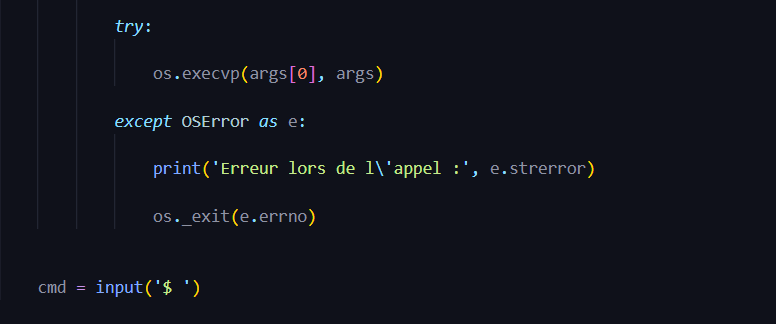 try:
os.execvp(args[0], args)
except OSError as e:
print('Erreur lors de l\'appel :', e.strerror)
os._exit(e.errno)
cmd = input('$ ')